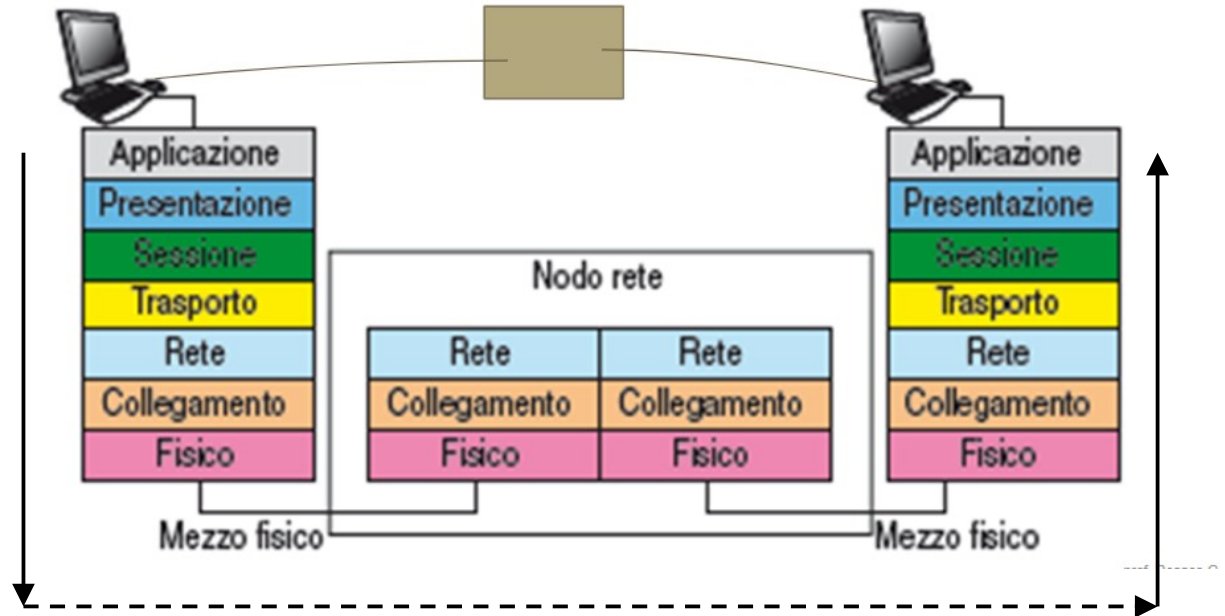 Applicazione
Presentazione
Sessione
Trasporto
Rete
Collegamento
Fisico
Mezzo fisico
Nodo rete
Rete Rete
Collegamento Collegamento
Fisico Fisico
Applicazione
Presentazione
Sessione
Trasporto
Rete
Collegamento
Fisico
Mezzo fisico